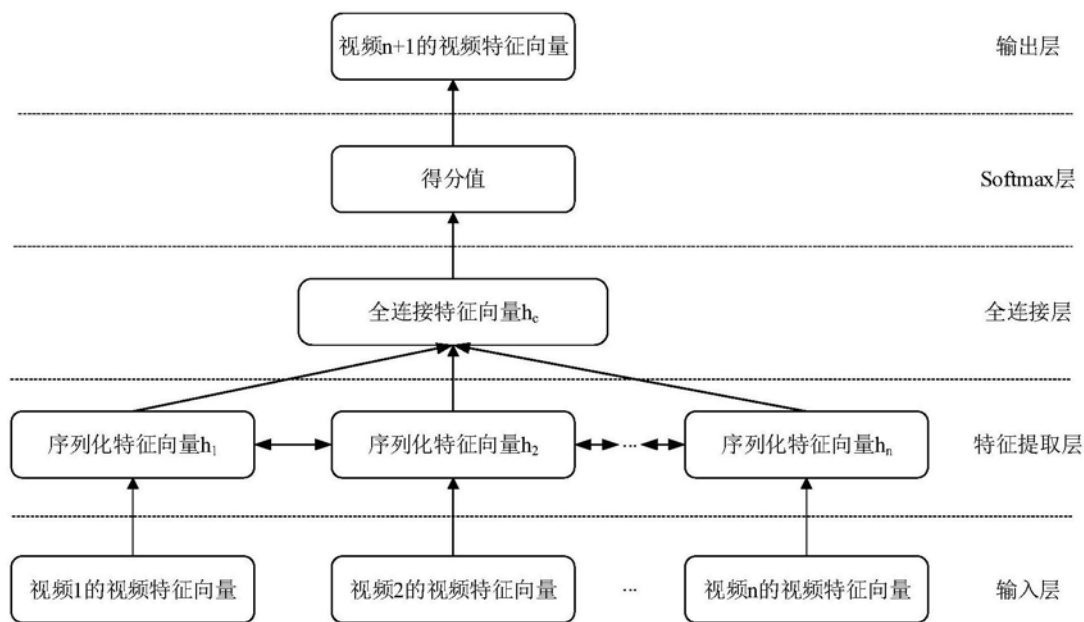 视频n+1的视频特征向量
输出层
得分值
Softmax层
全连接特征向量hc
全连接层
序列化特征向量h1
序列化特征向量h2
...
序列化特征向量hn
特征提取层
视频1的视频特征向量
视频2的视频特征向量
...
视频n的视频特征向量
输入层